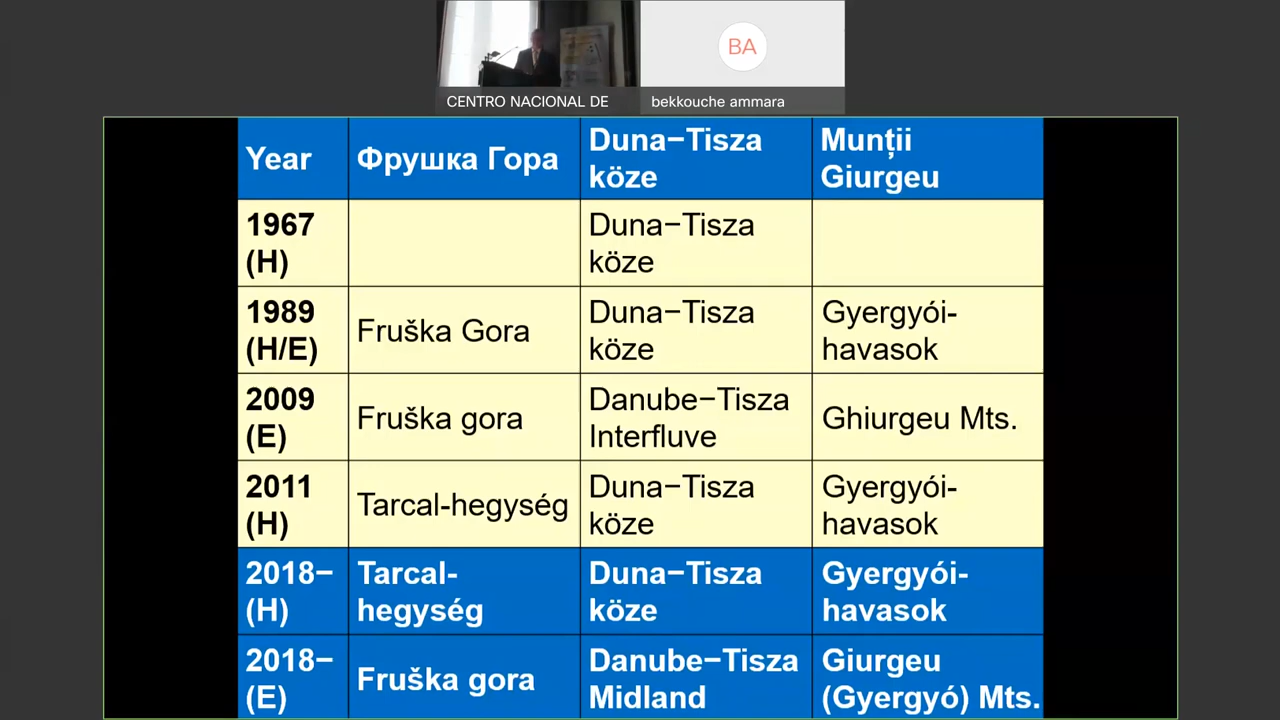 BA
CENTRO NACIONAL DE
bekkouche ammara
Year
Фрушка Гора
Duna−Tisza
köze
Munții
Giurgeu
1967
(H)
Duna−Tisza
köze
1989
(H/E)
Fruška Gora
Duna−Tisza
köze
Gyergyói-
havasok
2009
(E)
Fruška gora
Danube−Tisza
Interfluve
Ghiurgeu Mts.
2011
(H)
Tarcal-hegység
Duna−Tisza
köze
Gyergyói-
havasok
2018−
(H)
Tarcal-
hegység
Duna−Tisza
köze
Gyergyói-
havasok
2018−
(E)
Fruška gora
Danube−Tisza
Midland
Giurgeu
(Gyergyó) Mts.